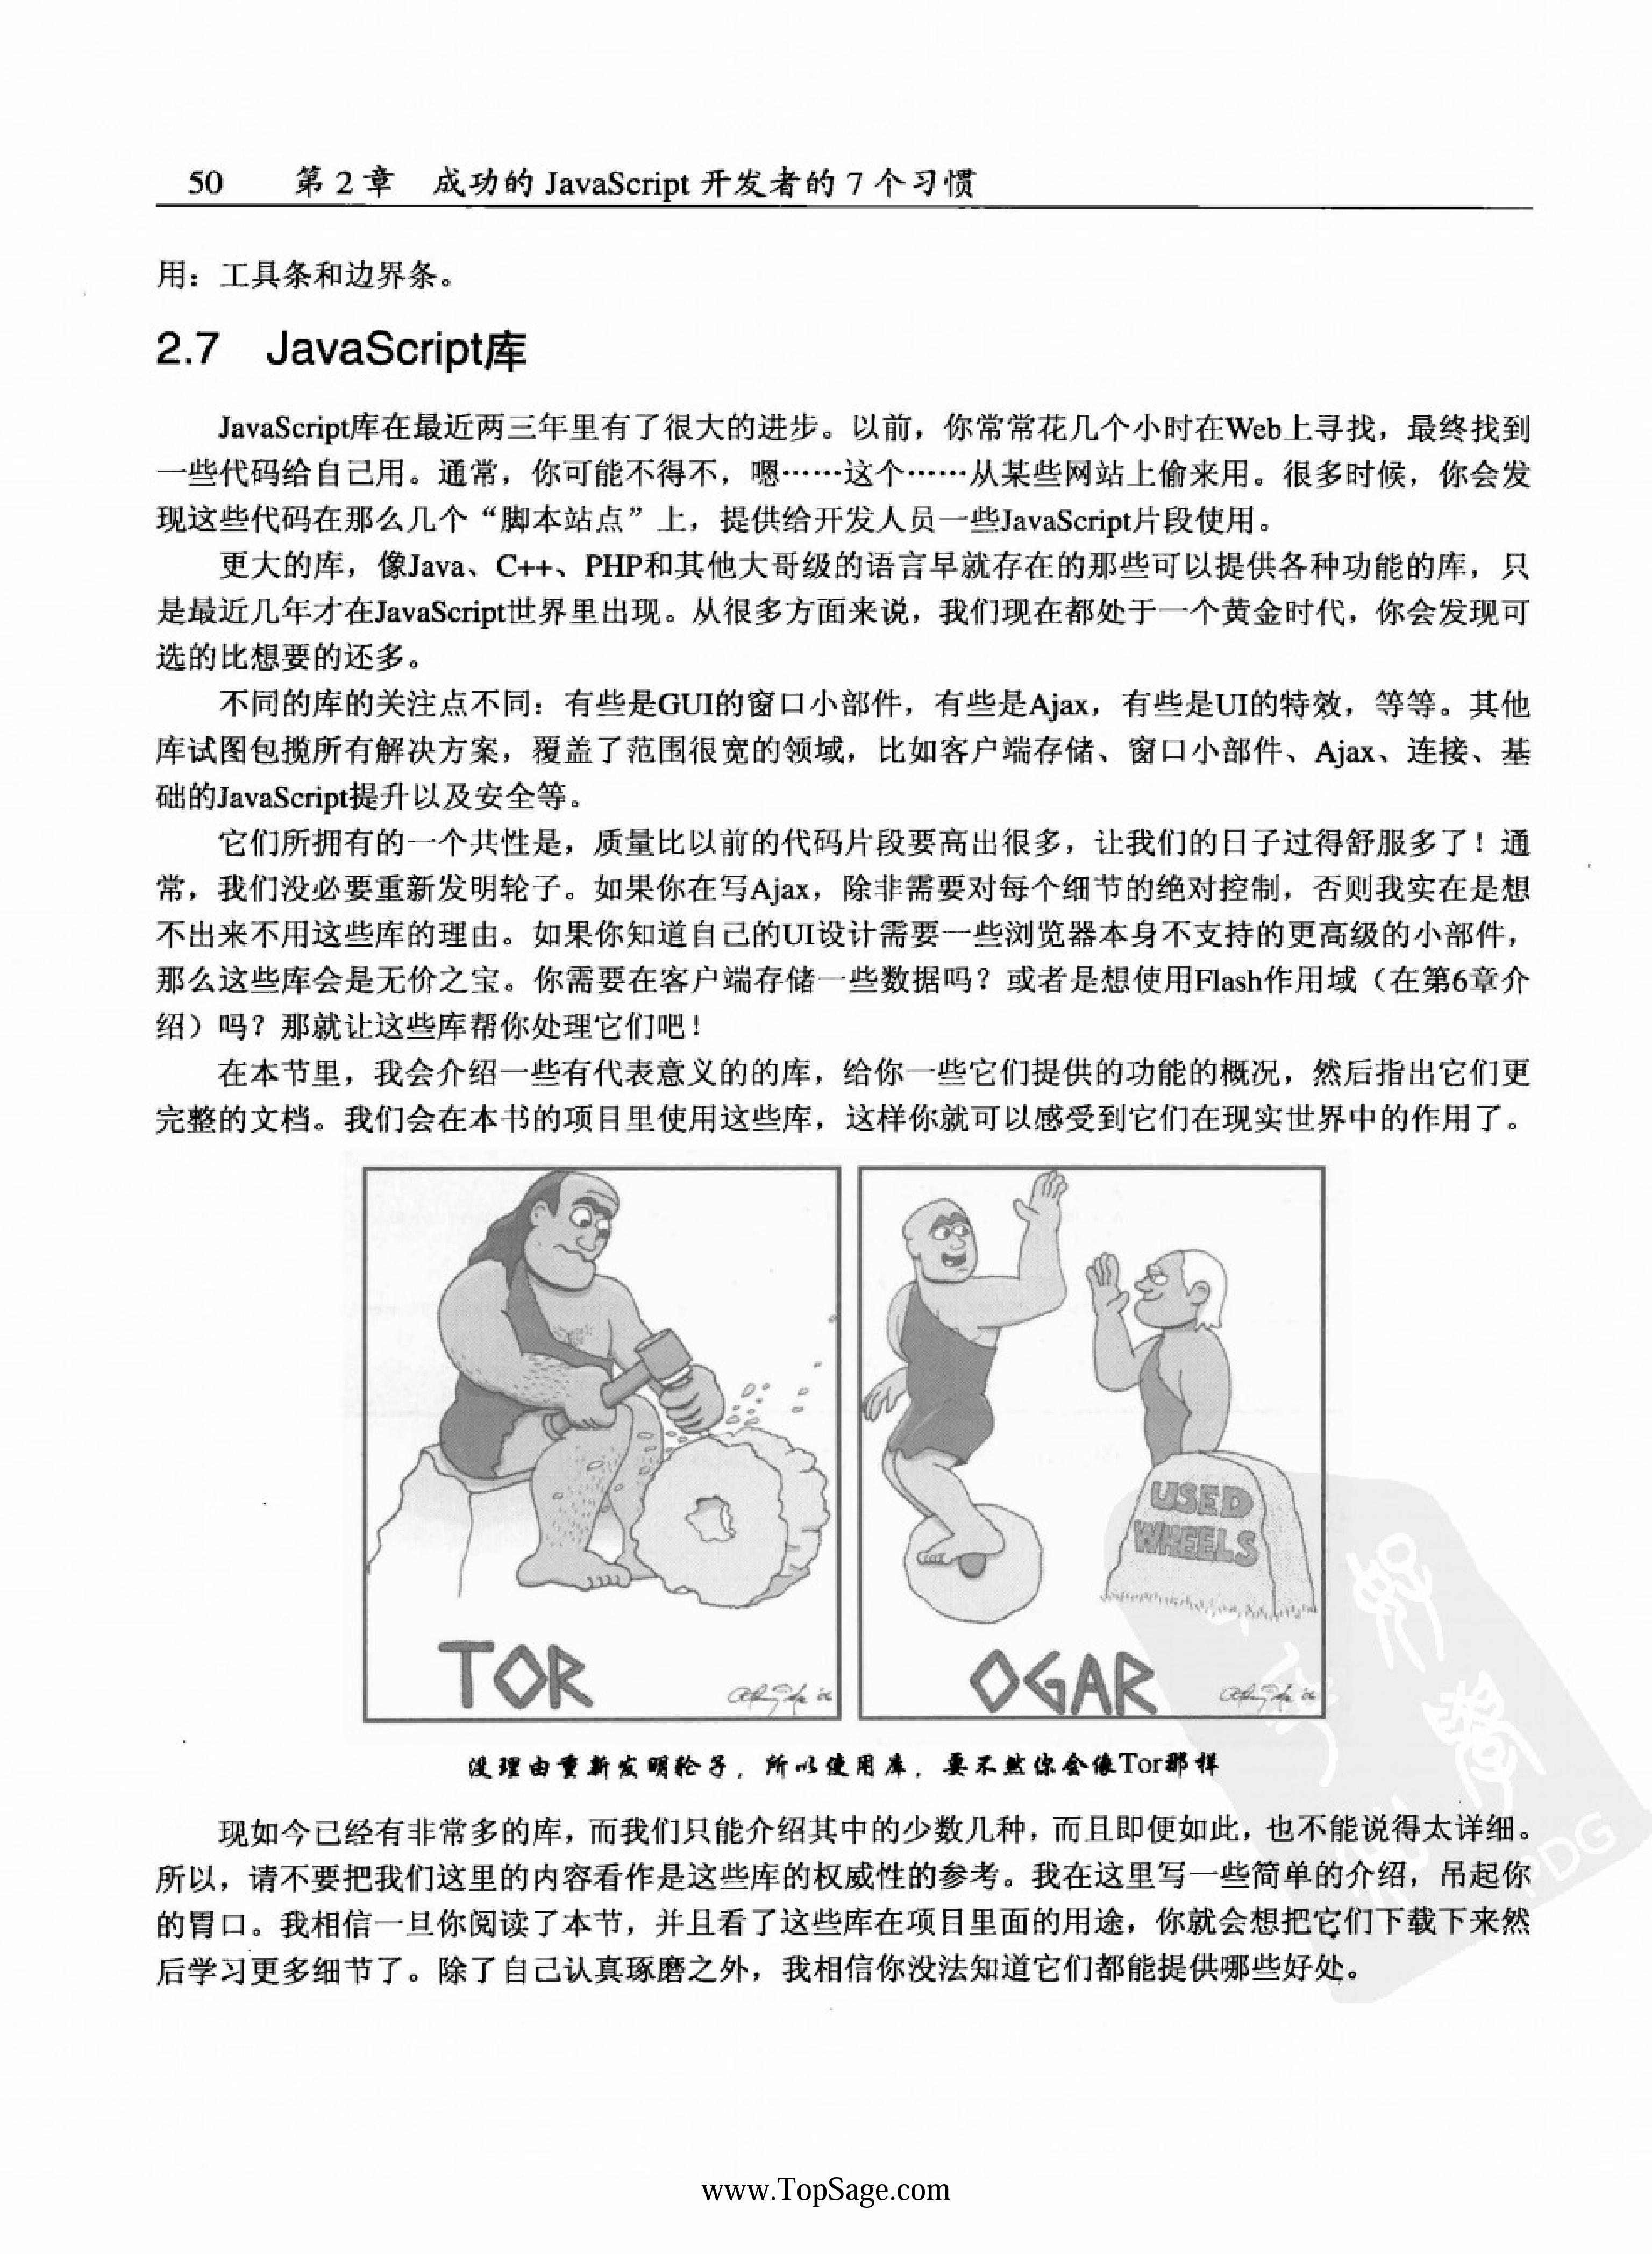 50 第 2 章 成功的 JavaScript 开发者的 7 个习惯
用：工具条和边界条。
2.7 JavaScript库
JavaScript库在最近两三年里有了很大的进步。以前，你常常花几个小时在Web上寻找，最终找到
一些代码给自己用。通常，你可能不得不，嗯……这个……从某些网站上偷来用。很多时候，你会发
现这些代码在那么几个“脚本站点”上，提供给开发人员一些JavaScript片段使用。
更大的库，像Java、C++、PHP和其他大哥级的语言早就存在的那些可以提供各种功能的库，只
是最近几年才在JavaScript世界里出现。从很多方面来说，我们现在都处于一个黄金时代，你会发现可
选的比想要的还多。
不同的库的关注点不同：有些是GUI的窗口小部件，有些是Ajax，有些是UI的特效，等等。其他
库试图包揽所有解决方案，覆盖了范围很宽的领域，比如客户端存储、窗口小部件、Ajax、连接、基
础的JavaScript提升以及安全等。
它们所拥有的一个共性是，质量比以前的代码片段要高出很多，让我们的日子过得舒服多了！通
常，我们没必要重新发明轮子。如果你在写Ajax，除非需要对每个细节的绝对控制，否则我实在是想
不出来不用这些库的理由。如果你知道自己的UI设计需要一些浏览器本身不支持的更高级的小部件，
那么这些库会是无价之宝。你需要在客户端存储一些数据吗？或者是想使用Flash作用域（在第6章介
绍）吗？那就让这些库帮你处理它们吧！
在本节里，我会介绍一些有代表意义的的库，给你一些它们提供的功能的概况，然后指出它们更
完整的文档。我们会在本书的项目里使用这些库，这样你就可以感受到它们在现实世界中的作用了。
USED
WHEELS
TOR
OGAR
没理由重新发明轮子，所以使用库，要不然你会像Tor那样
现如今已经有非常多的库，而我们只能介绍其中的少数几种，而且即便如此，也不能说得太详细。
所以，请不要把我们这里的内容看作是这些库的权威性的参考。我在这里写一些简单的介绍，吊起你
的胃口。我相信一旦你阅读了本节，并且看了这些库在项目里面的用途，你就会想把它们下载下来然
后学习更多细节了。除了自己认真琢磨之外，我相信你没法知道它们都能提供哪些好处。
PDG
www.TopSage.com